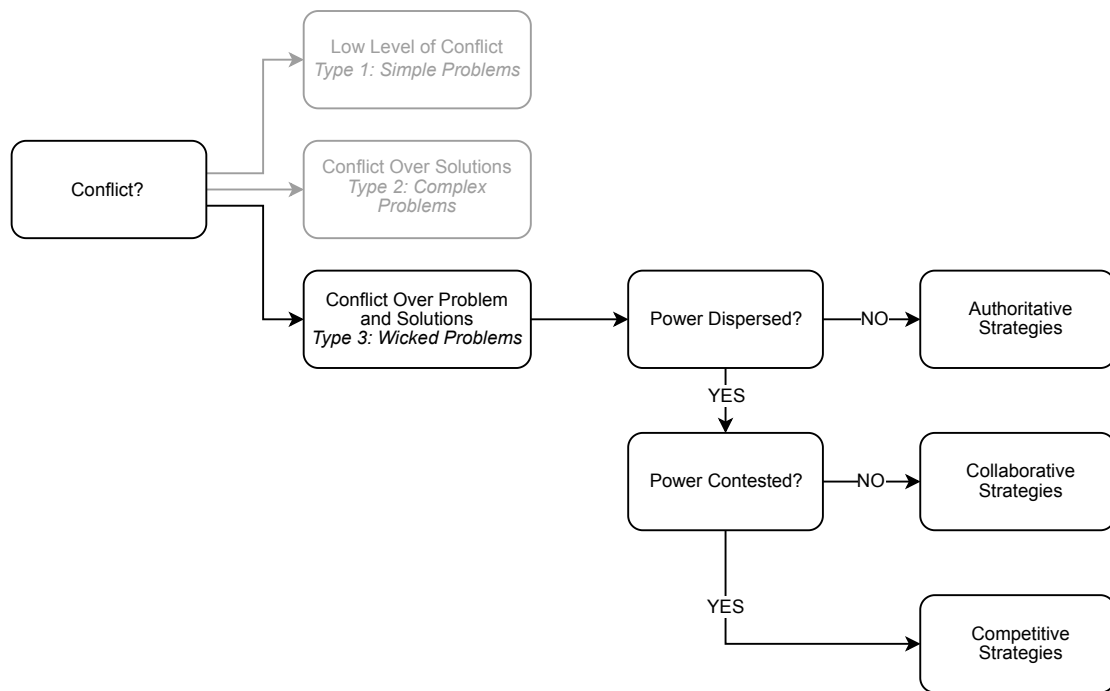 Low Level of Conflict
Type 1: Simple Problems
Conflict?
Conflict Over Solutions
Type 2: Complex
Problems
Conflict Over Problem
and Solutions
Type 3: Wicked Problems
Power Dispersed?
NO
Authoritative
Strategies
YES
Power Contested?
NO
Collaborative
Strategies
YES
Competitive
Strategies